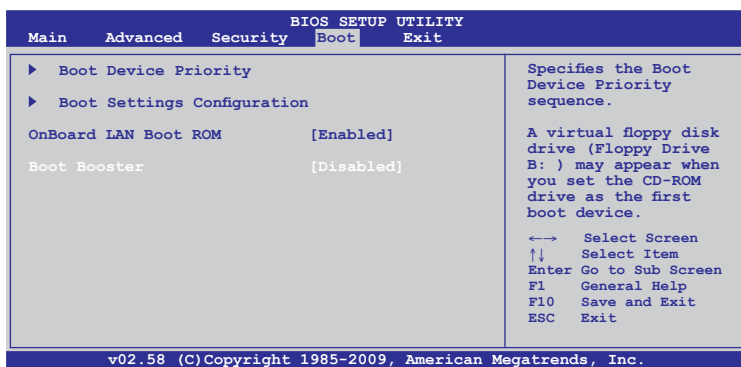 BIOS SETUP UTILITY
Main Advanced Security Boot Exit
Boot Device Priority
Boot Settings Configuration
OnBoard LAN Boot ROM [Enabled]
Boot Booster [Disabled]
Specifies the Boot
Device Priority
sequence.
A virtual floppy disk
drive (Floppy Drive
B: ) may appear when
you set the CD-ROM
drive as the first
boot device.
←→ Select Screen
↑↓ Select Item
Enter Go to Sub Screen
F1 General Help
F10 Save and Exit
ESC Exit
v02.58 (C)Copyright 1985-2009, American Megatrends, Inc.